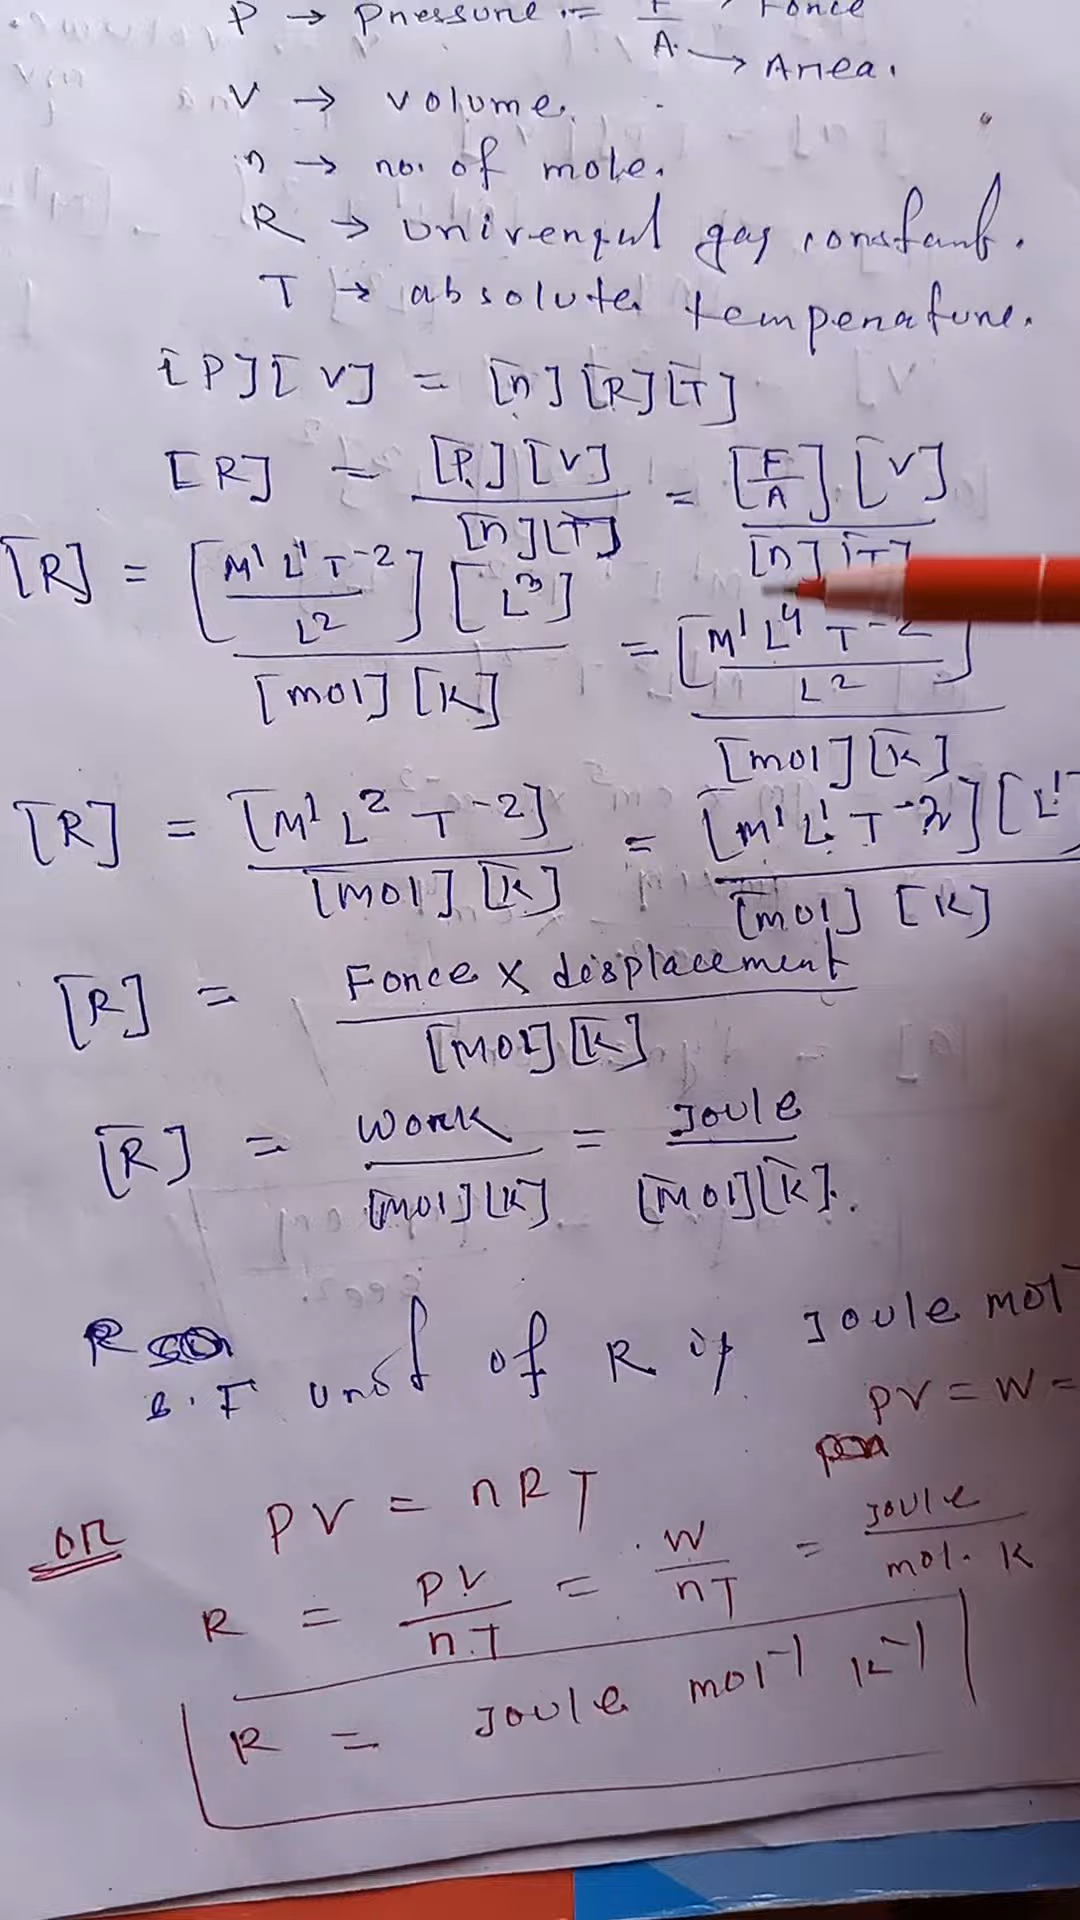 P → Pressure := F/A Force
→ Area.
V → volume.
n → no. of mole.
R → universal gas constant.
T → absolute temperature.
[P][V] = [n][R][T]
[R] = [P][V] / [n][T] = [F/A][V] / [n][T]
[R] = [M¹L¹T⁻² / L²][L³] / [mol][K] = [M¹L⁴T⁻² / L²] / [mol][K]
[R] = [M¹L²T⁻²] / [mol][K] = [M¹L¹T⁻²][L¹ / [mol][K]
[R] = Force x displacement / [mol][K]
[R] = Work / [mol][K] = Joule / [mol][K].
S.I unit of R is Joule mol⁻
PV = W =
OR PV = nRT
R = PV / n.T = W / nT = Joule / mol. K
R = Joule mol⁻¹ K⁻¹